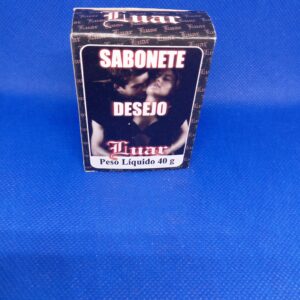 Luar
SABONETE
DESEJO
Luar
Peso Líquido 40 g